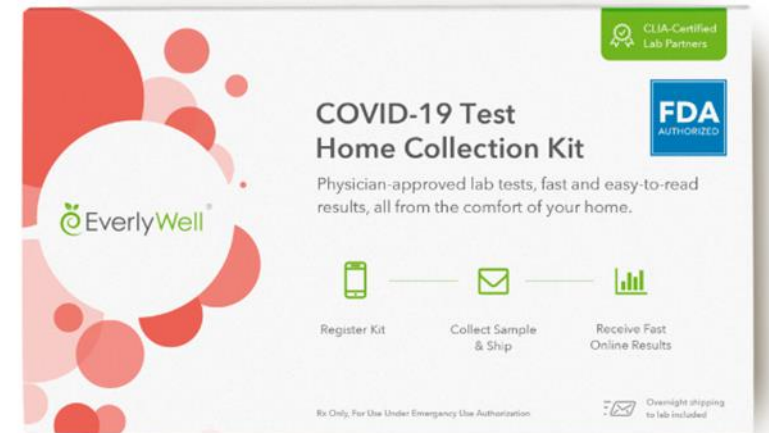 CLIA-Certified
Lab Partners
COVID-19 Test
Home Collection Kit
FDA
AUTHORIZED
Physician-approved lab tests, fast and easy-to-read
results, all from the comfort of your home.
EverlyWell®
Register Kit
Collect Sample
& Ship
Receive Fast
Online Results
Rx Only, For Use Under Emergency Use Authorization
Overnight shipping
to lab included